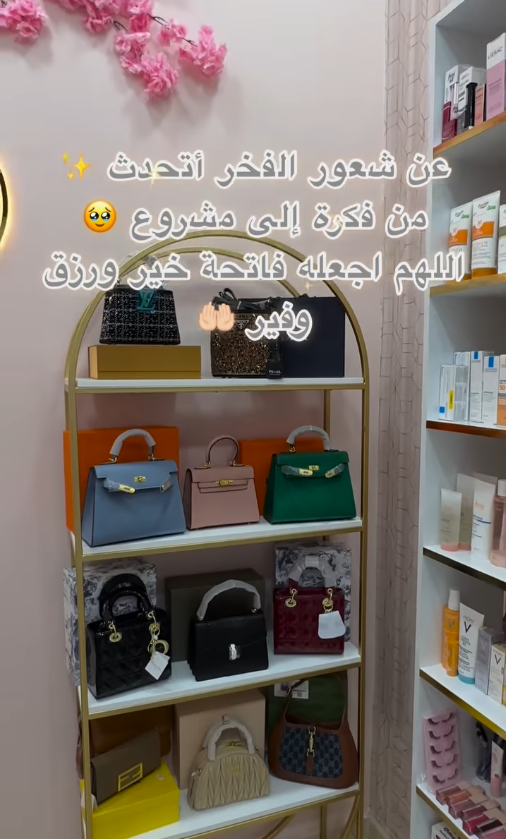 عن شعور الفخر أتحدث ✨
من فكرة إلى مشروع 🥹
اللهم اجعله فاتحة خير ورزق
وفير 🤲🏻